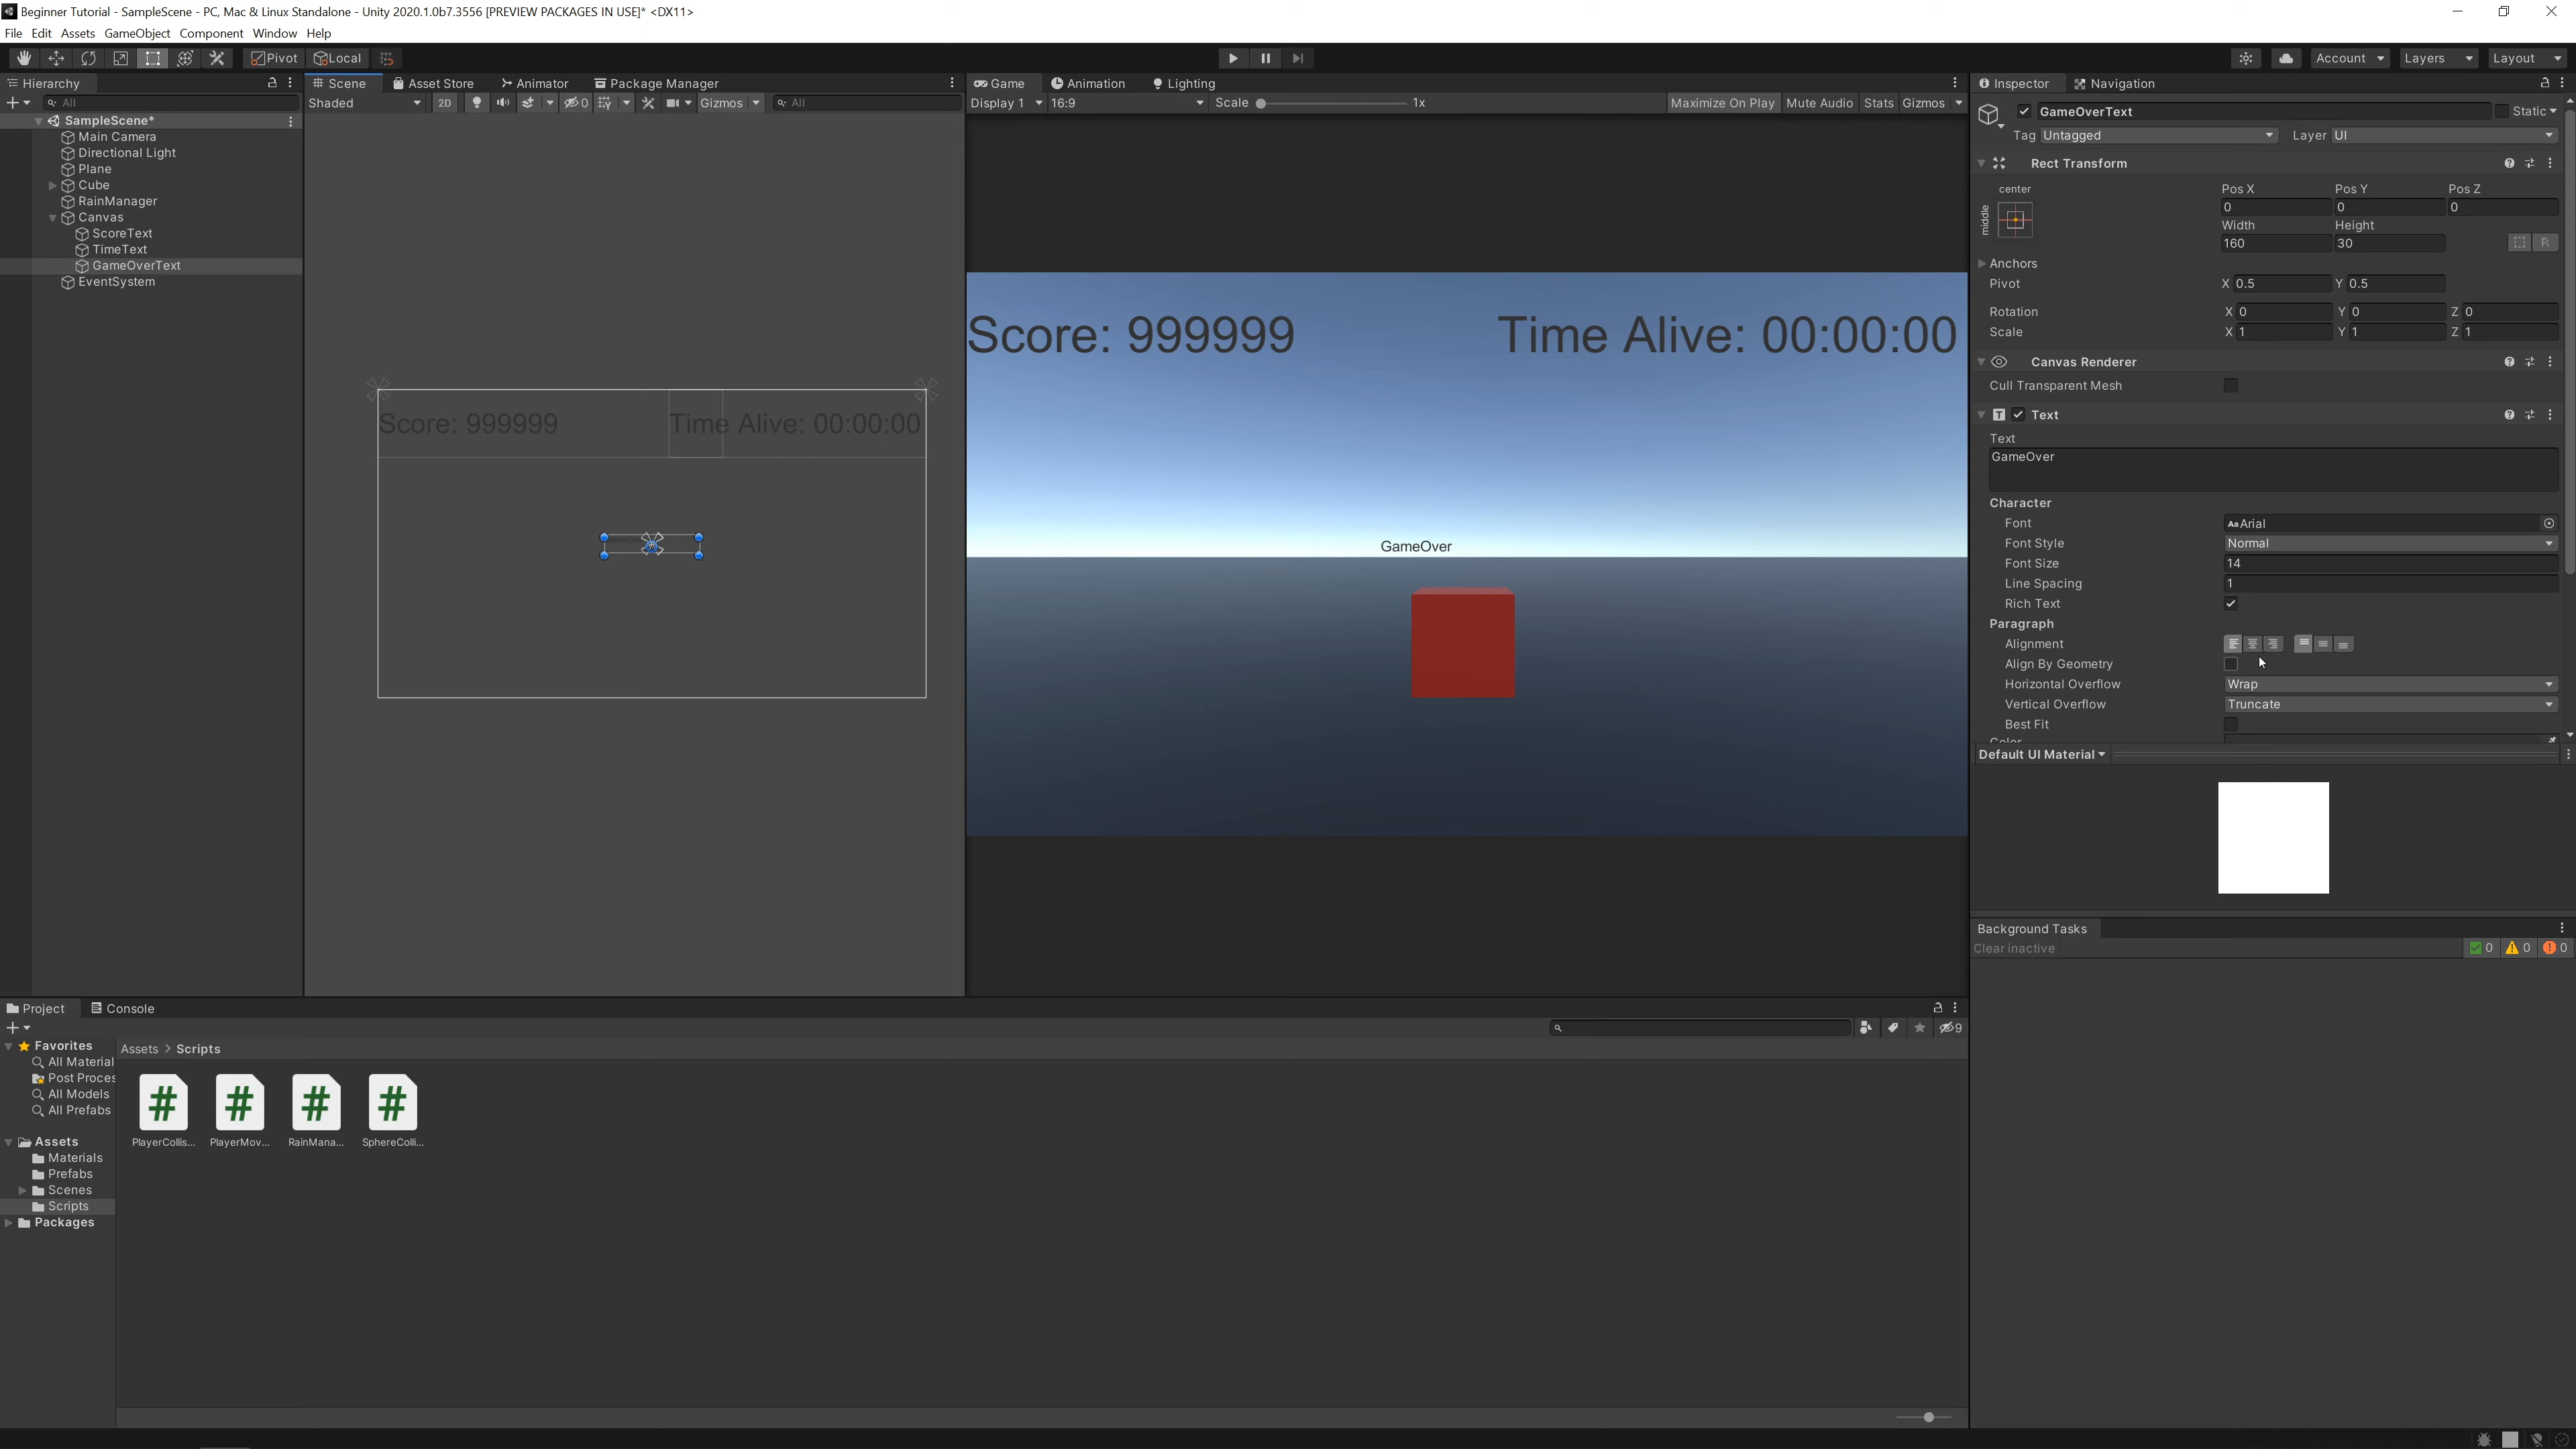 Beginner Tutorial - SampleScene - PC, Mac & Linux Standalone - Unity 2020.1.0b7.3556 [PREVIEW PACKAGES IN USE]* <DX11>
File Edit Assets GameObject Component Window Help
Pivot Local Account Layers Layout
Hierarchy
All
SampleScene*
Main Camera
Directional Light
Plane
Cube
RainManager
Canvas
ScoreText
TimeText
GameOverText
EventSystem
Scene Asset Store Animator Package Manager
Shaded 2D 0 Gizmos All
Score: 999999 Time Alive: 00:00:00
Game Animation Lighting
Display 1 16:9 Scale 1x Maximize On Play Mute Audio Stats Gizmos
Score: 999999 Time Alive: 00:00:00
GameOver
Inspector Navigation
GameOverText Static
Tag Untagged Layer UI
Rect Transform
center
middle
Pos X Pos Y Pos Z
0 0 0
Width Height
160 30 R
Anchors
Pivot X 0.5 Y 0.5
Rotation X 0 Y 0 Z 0
Scale X 1 Y 1 Z 1
Canvas Renderer
Cull Transparent Mesh
Text
Text
GameOver
Character
Font Aa Arial
Font Style Normal
Font Size 14
Line Spacing 1
Rich Text
Paragraph
Alignment
Align By Geometry
Horizontal Overflow Wrap
Vertical Overflow Truncate
Best Fit
Color
Default UI Material
Background Tasks
Clear inactive 0 0 0
Project Console
9
Favorites
All Material
Post Proces
All Models
All Prefabs
Assets
Materials
Prefabs
Scenes
Scripts
Packages
Assets > Scripts
PlayerCollis... PlayerMov... RainMana... SphereColli...